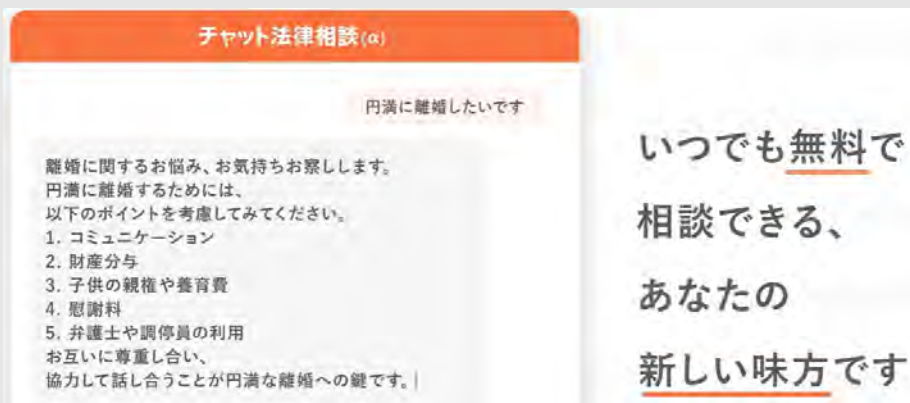 チャット法律相談(α)
円満に離婚したいです
離婚に関するお悩み、お気持ちお察しします。
円満に離婚するためには、
以下のポイントを考慮してみてください。
1. コミュニケーション
2. 財産分与
3. 子供の親権や養育費
4. 慰謝料
5. 弁護士や調停員の利用
お互いに尊重し合い、
協力して話し合うことが円満な離婚への鍵です。|
いつでも無料で
相談できる、
あなたの
新しい味方です